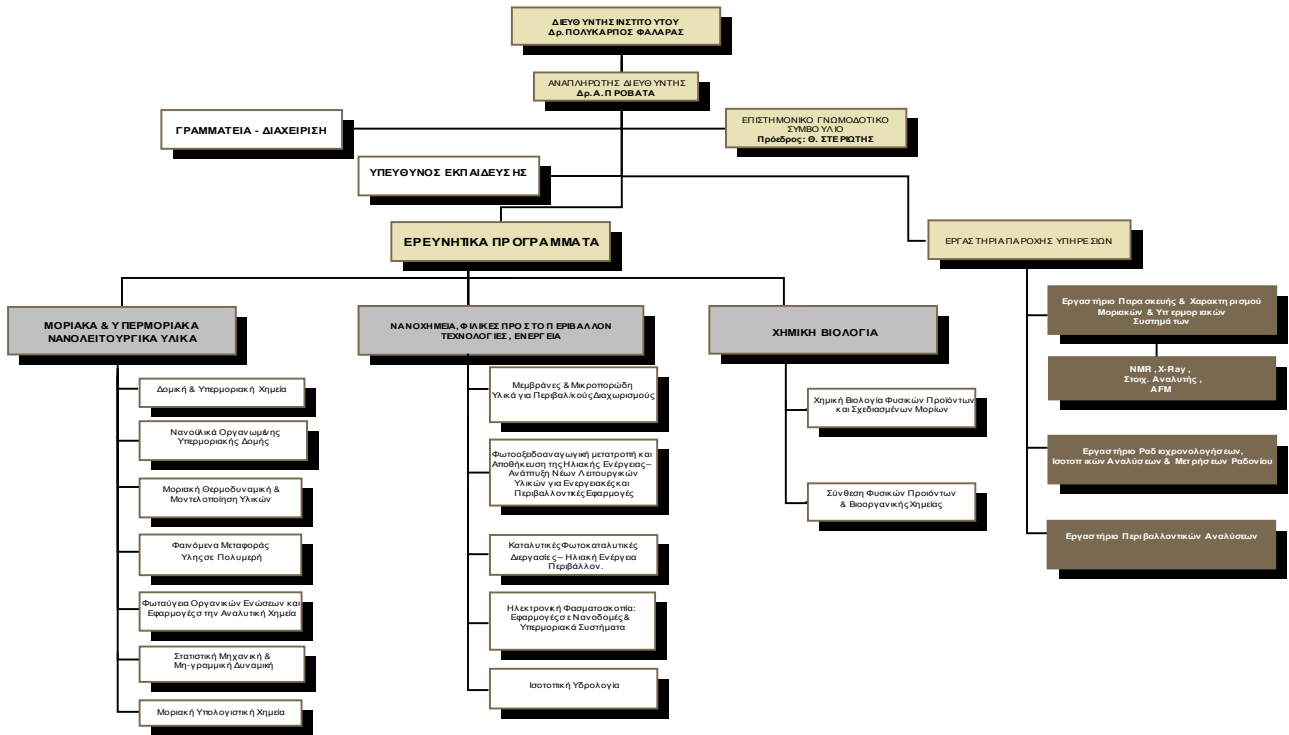 ΔΙΕΥΘΥΝΤΗΣ ΙΝΣΤΙΤΟΥΤΟΥ
Δρ. ΠΟΛΥΚΑΡΠΟΣ ΦΑΛΑΡΑΣ
ΑΝΑΠΛΗΡΩΤΗΣ ΔΙΕΥΘΥΝΤΗΣ
Δρ. Α. ΠΡΟΒΑΤΑ
ΓΡΑΜΜΑΤΕΙΑ - ΔΙΑΧΕΙΡΙΣΗ
ΕΠΙΣΤΗΜΟΝΙΚΟ ΓΝΩΜΟΔΟΤΙΚΟ
ΣΥΜΒΟΥΛΙΟ
Πρόεδρος: Θ. ΣΤΕΡΙΩΤΗΣ
ΥΠΕΥΘΥΝΟΣ ΕΚΠΑΙΔΕΥΣΗΣ
ΕΡΕΥΝΗΤΙΚΑ ΠΡΟΓΡΑΜΜΑΤΑ
ΕΡΓΑΣΤΗΡΙΑ ΠΑΡΟΧΗΣ ΥΠΗΡΕΣΙΩΝ
ΜΟΡΙΑΚΑ & ΥΠΕΡΜΟΡΙΑΚΑ
ΝΑΝΟΛΕΙΤΟΥΡΓΙΚΑ ΥΛΙΚΑ
Δομική & Υπερμοριακή Χημεία
Νανοϋλικά Οργανωμένης
Υπερμοριακής Δομής
Μοριακή Θερμοδυναμική &
Μοντελοποίηση Υλικών
Φαινόμενα Μεταφοράς
Υλης σε Πολυμερή
Φωταύγεια Οργανικών Ενώσεων και
Εφαρμογές στην Αναλυτική Χημεία
Στατιστική Μηχανική &
Μη-γραμμική Δυναμική
Μοριακή Υπολογιστική Χημεία
ΝΑΝΟΧΗΜΕΙΑ, ΦΙΛΙΚΕΣ ΠΡΟΣ ΤΟ ΠΕΡΙΒΑΛΛΟΝ
ΤΕΧΝΟΛΟΓΙΕΣ, ΕΝΕΡΓΕΙΑ
Μεμβράνες & Μικροπορώδη
Υλικά για Περιβαλ/κούς Διαχωρισμούς
Φωτοοξειδοαναγωγική μετατροπή και
Αποθήκευση της Ηλιακής Ενέργειας –
Ανάπτυξη Νέων Λειτουργικών
Υλικών για Ενεργειακές και
Περιβαλλοντικές Εφαρμογές
Καταλυτικές Φωτοκαταλυτικές
Διεργασίες – Ηλιακή Ενέργεια
Περιβάλλον.
Ηλεκτρονική Φασματοσκοπία:
Εφαρμογές σε Νανοδομές &
Υπερμοριακά Συστήματα
Ισοτοπική Υδρολογία
ΧΗΜΙΚΗ ΒΙΟΛΟΓΙΑ
Χημική Βιολογία Φυσικών Προϊόντων
και Σχεδιασμένων Μορίων
Σύνθεση Φυσικών Προιόντων
& Βιοοργανικής Χημείας
Εργαστήριο Παρασκευής & Χαρακτηρισμού
Μοριακών & Υπερμοριακών
Συστημάτων
NMR, X-Ray,
Στοιχ. Αναλυτής,
AFM
Εργαστήριο Ραδιοχρονολογήσεων,
Ισοτοπικών Αναλύσεων & Μετρήσεων Ραδονίου
Εργαστήριο Περιβαλλοντικών Αναλύσεων